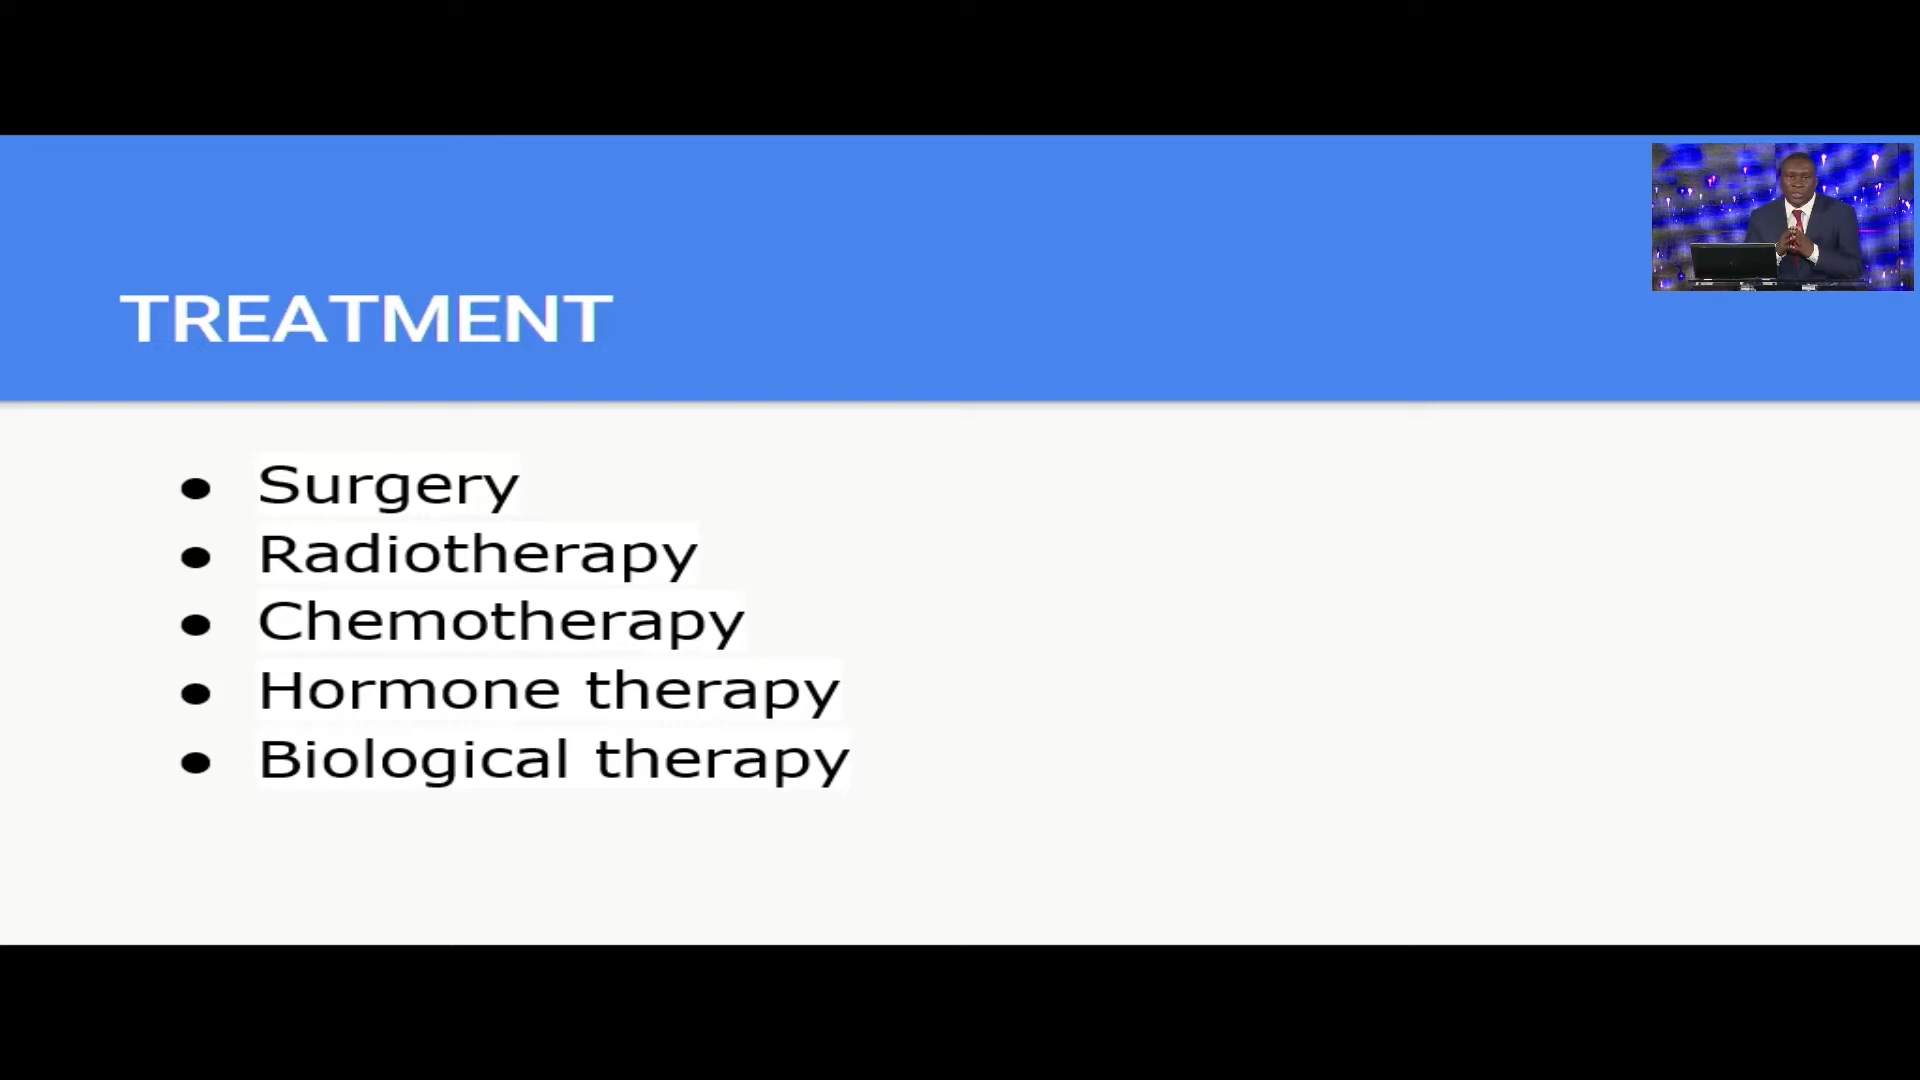 TREATMENT
● Surgery
● Radiotherapy
● Chemotherapy
● Hormone therapy
● Biological therapy